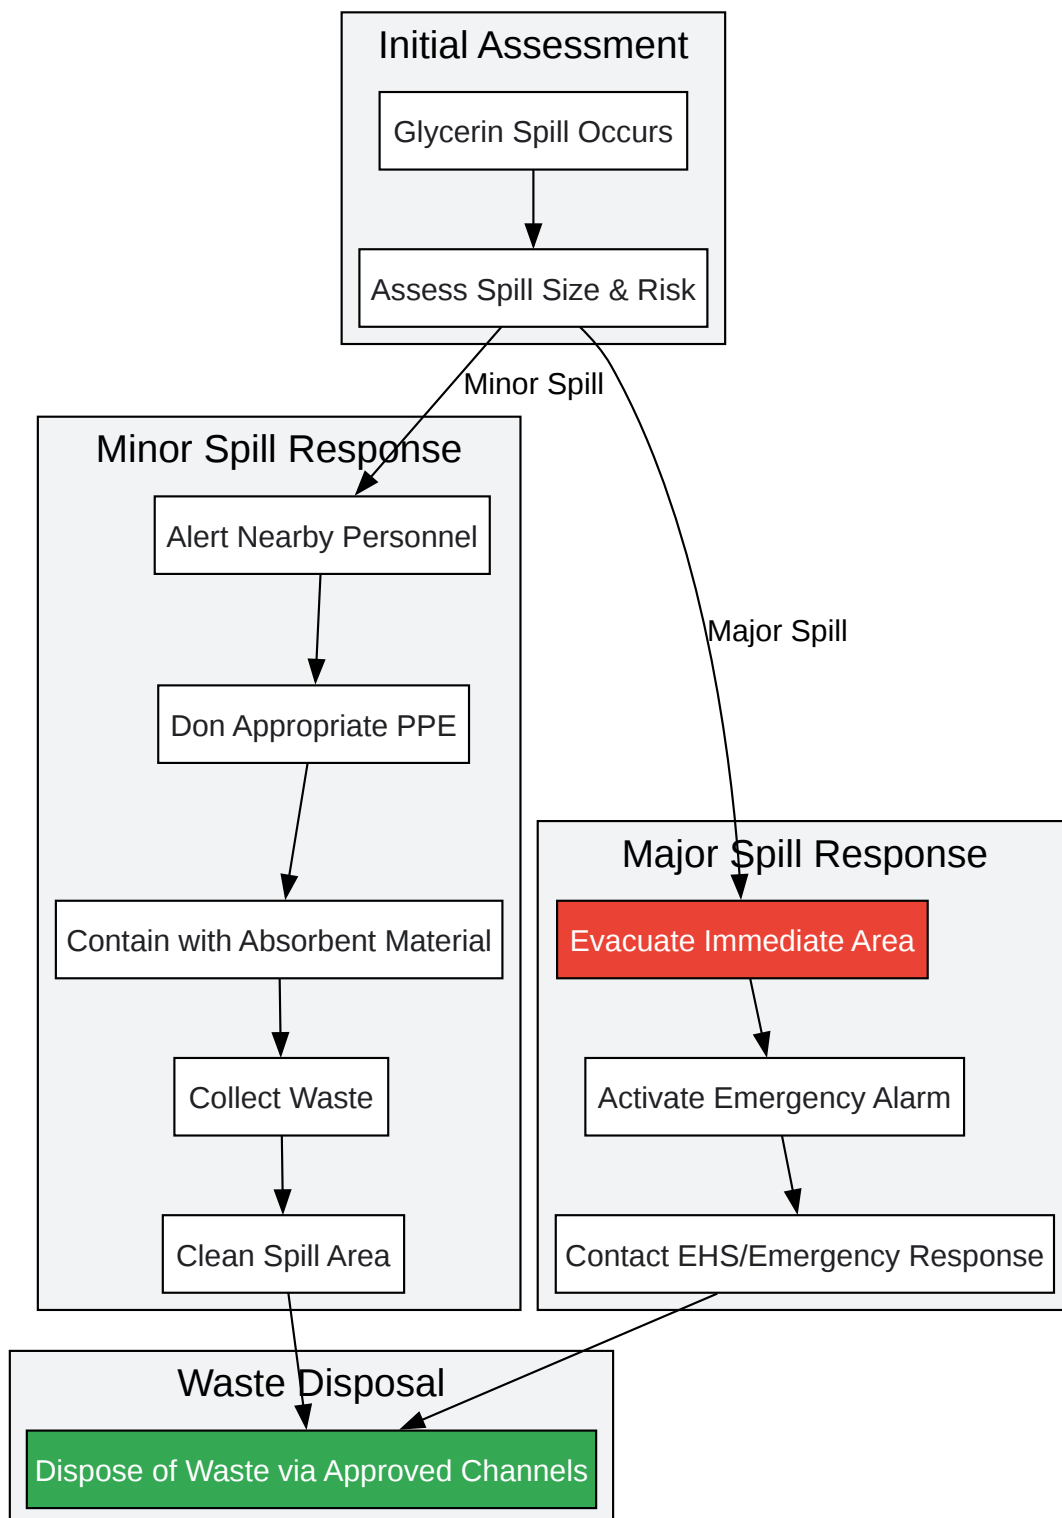 Initial Assessment
Glycerin Spill Occurs
Assess Spill Size & Risk
Minor Spill
Minor Spill Response
Alert Nearby Personnel
Don Appropriate PPE
Contain with Absorbent Material
Collect Waste
Clean Spill Area
Major Spill
Major Spill Response
Evacuate Immediate Area
Activate Emergency Alarm
Contact EHS/Emergency Response
Waste Disposal
Dispose of Waste via Approved Channels